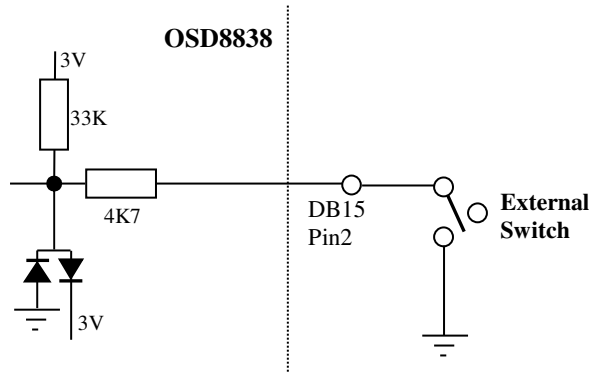 OSD8838
3V
33K
4K7
DB15
Pin2
External
Switch
3V